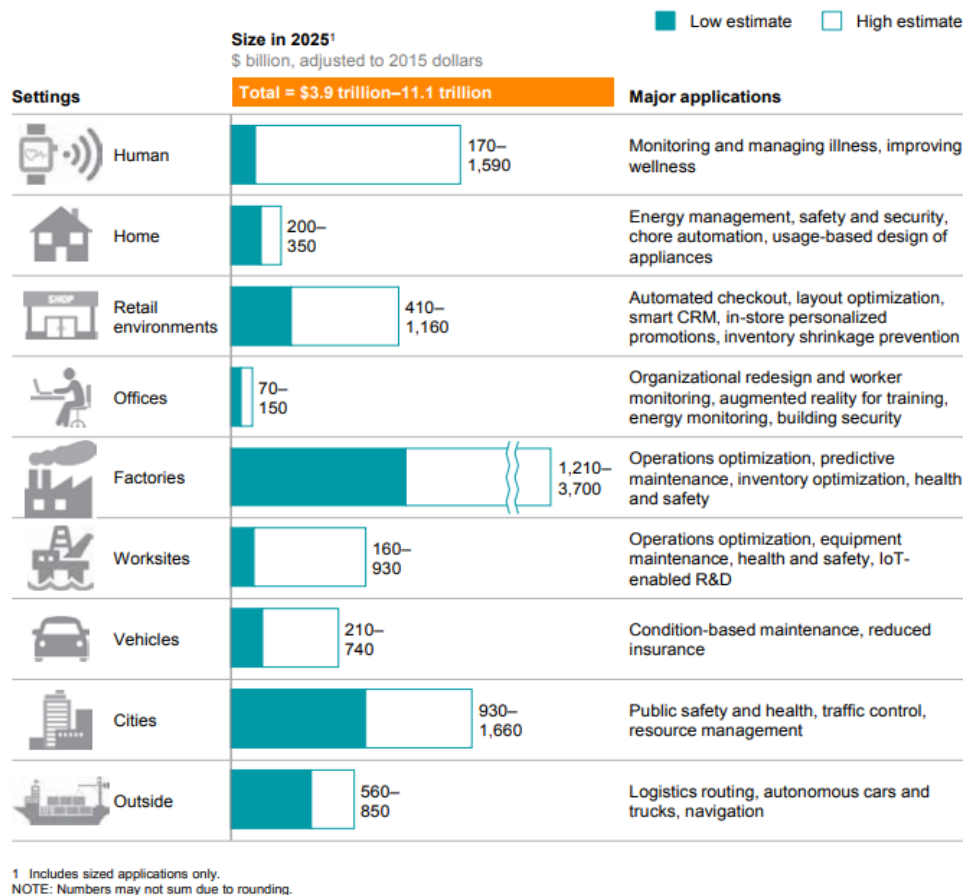 Low estimate High estimate
Size in 2025¹
$ billion, adjusted to 2015 dollars
Settings Total = $3.9 trillion–11.1 trillion Major applications
Human
170–
1,590
Monitoring and managing illness, improving
wellness
Home
200–
350
Energy management, safety and security,
chore automation, usage-based design of
appliances
SHOP
Retail
environments
410–
1,160
Automated checkout, layout optimization,
smart CRM, in-store personalized
promotions, inventory shrinkage prevention
Offices
70–
150
Organizational redesign and worker
monitoring, augmented reality for training,
energy monitoring, building security
Factories
1,210–
3,700
Operations optimization, predictive
maintenance, inventory optimization, health
and safety
Worksites
160–
930
Operations optimization, equipment
maintenance, health and safety, IoT-
enabled R&D
Vehicles
210–
740
Condition-based maintenance, reduced
insurance
Cities
930–
1,660
Public safety and health, traffic control,
resource management
Outside
560–
850
Logistics routing, autonomous cars and
trucks, navigation
1 Includes sized applications only.
NOTE: Numbers may not sum due to rounding.